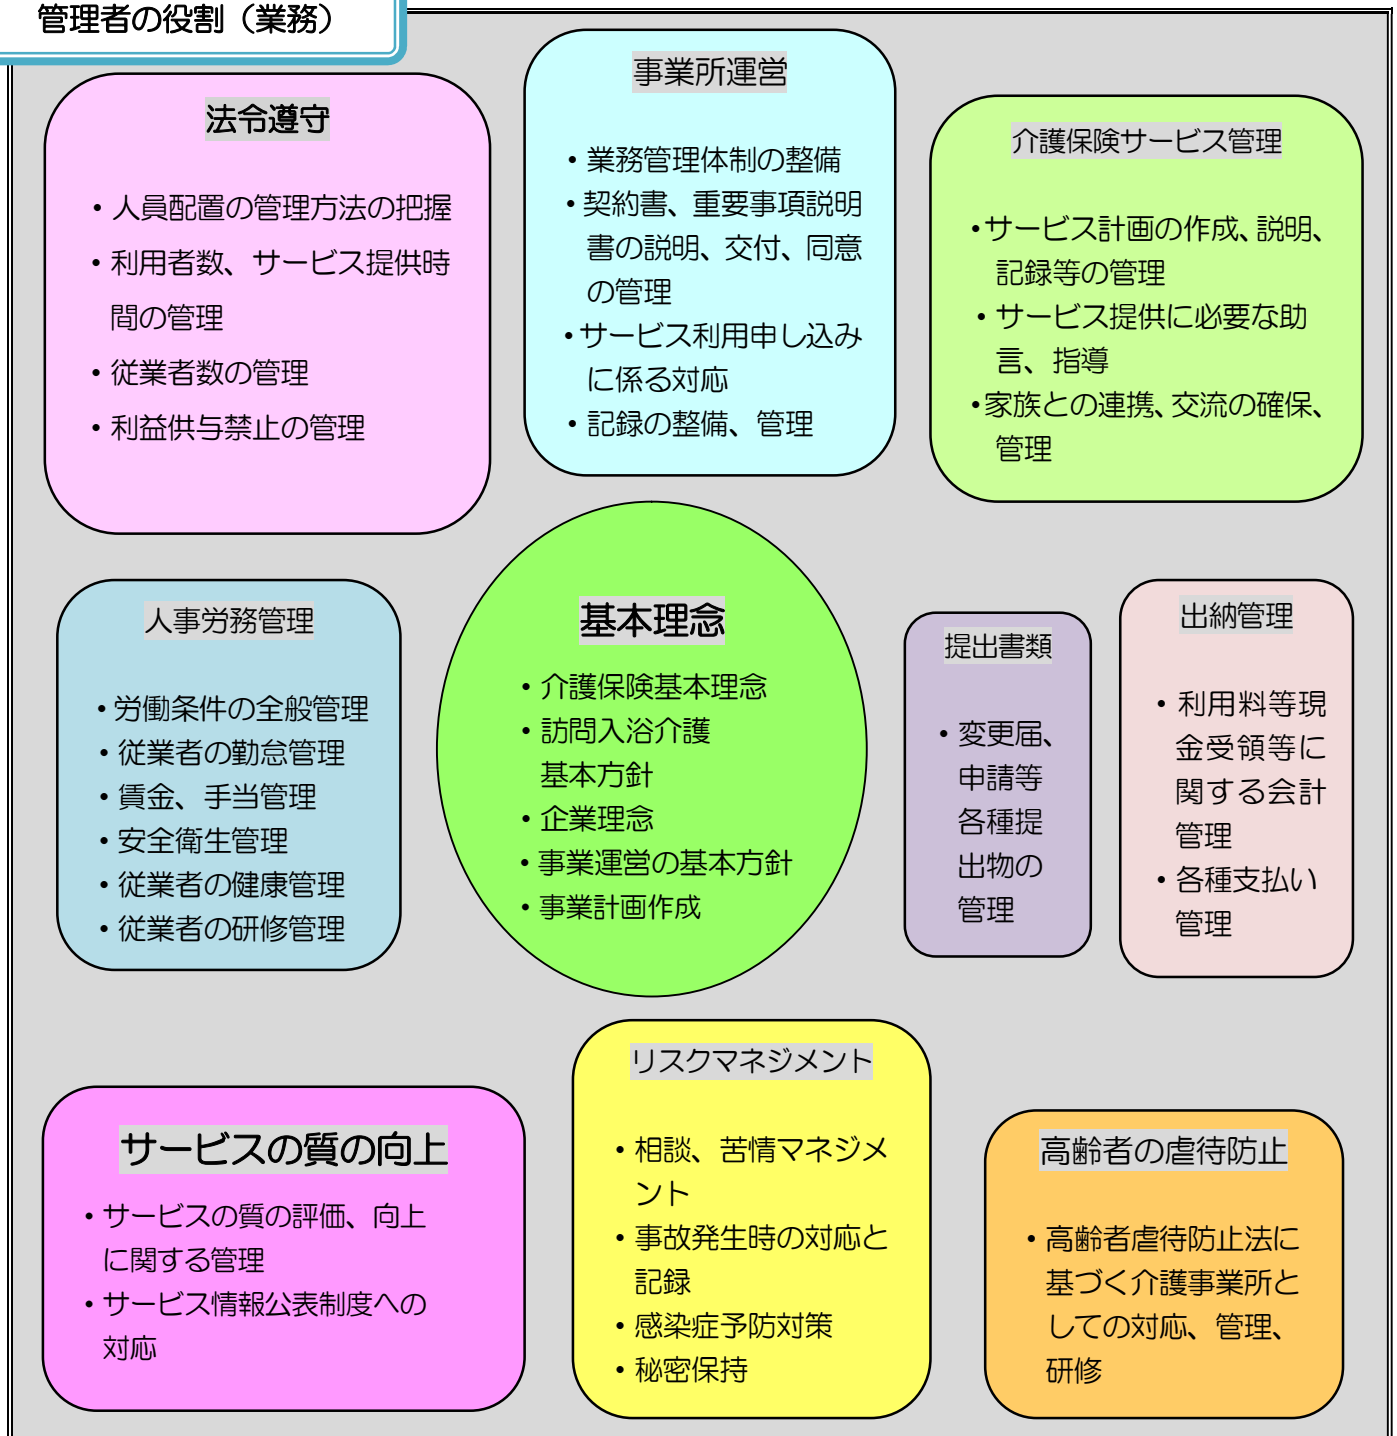 管理者の役割（業務）
法令遵守
・人員配置の管理方法の把握
・利用者数、サービス提供時
間の管理
・従業者数の管理
・利益供与禁止の管理
事業所運営
・業務管理体制の整備
・契約書、重要事項説明
書の説明、交付、同意
の管理
・サービス利用申し込み
に係る対応
・記録の整備、管理
介護保険サービス管理
・サービス計画の作成、説明、
記録等の管理
・サービス提供に必要な助
言、指導
・家族との連携、交流の確保、
管理
人事労務管理
・労働条件の全般管理
・従業者の勤怠管理
・賃金、手当管理
・安全衛生管理
・従業者の健康管理
・従業者の研修管理
基本理念
・介護保険基本理念
・訪問入浴介護
基本方針
・企業理念
・事業運営の基本方針
・事業計画作成
提出書類
・変更届、
申請等
各種提
出物の
管理
出納管理
・利用料等現
金受領等に
関する会計
管理
・各種支払い
管理
サービスの質の向上
・サービスの質の評価、向上
に関する管理
・サービス情報公表制度への
対応
リスクマネジメント
・相談、苦情マネジメ
ント
・事故発生時の対応と
記録
・感染症予防対策
・秘密保持
高齢者の虐待防止
・高齢者虐待防止法に
基づく介護事業所と
しての対応、管理、
研修